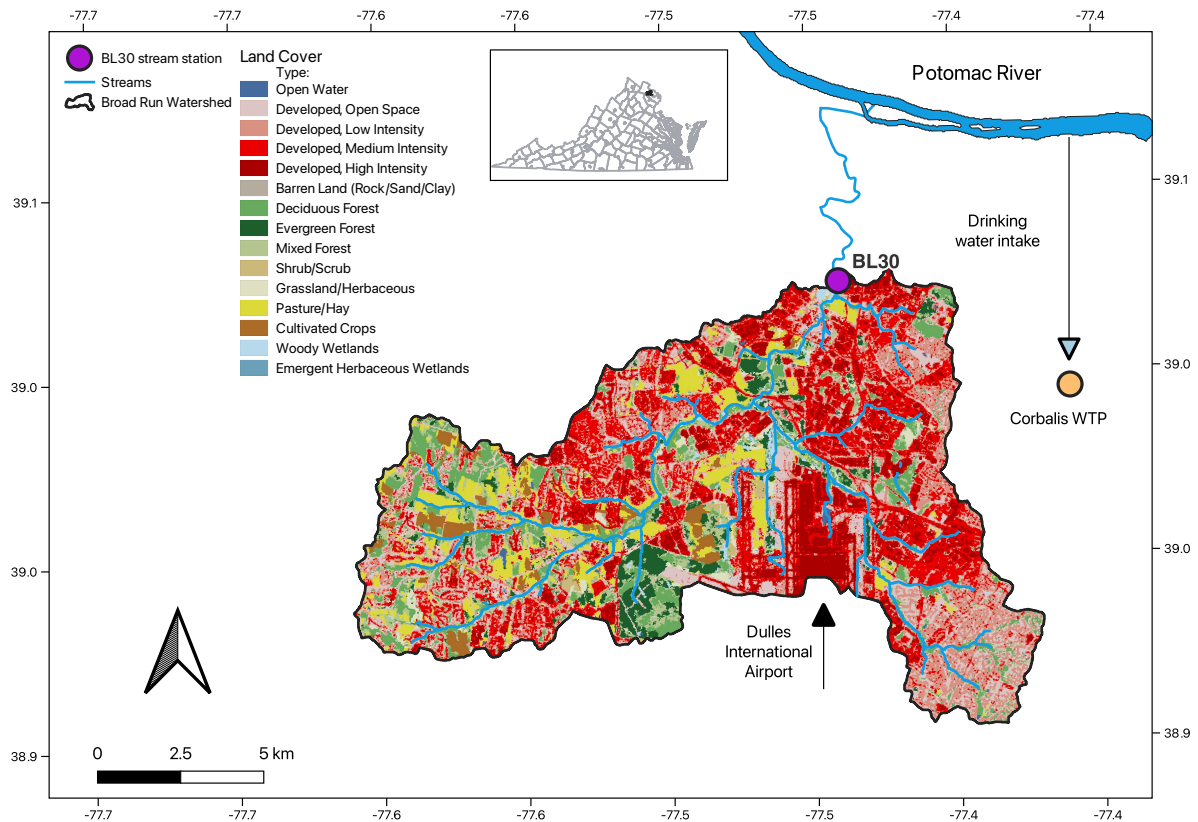 -77.7 -77.6 -77.6 -77.6 -77.5 -77.5 -77.4 -77.4
BL30 stream station
Streams
Broad Run Watershed
Land Cover
Type:
Open Water
Developed, Open Space
Developed, Low Intensity
Developed, Medium Intensity
Developed, High Intensity
Barren Land (Rock/Sand/Clay)
Deciduous Forest
Evergreen Forest
Mixed Forest
Shrub/Scrub
Grassland/Herbaceous
Pasture/Hay
Cultivated Crops
Woody Wetlands
Emergent Herbaceous Wetlands
Potomac River
Drinking
water intake
BL30
Corbalis WTP
Dulles
International
Airport
39.1
39.0
39.0
38.9
39.1
39.0
39.0
38.9
0 2.5 5 km
-77.7 -77.7 -77.6 -77.6 -77.5 -77.5 -77.4 -77.4